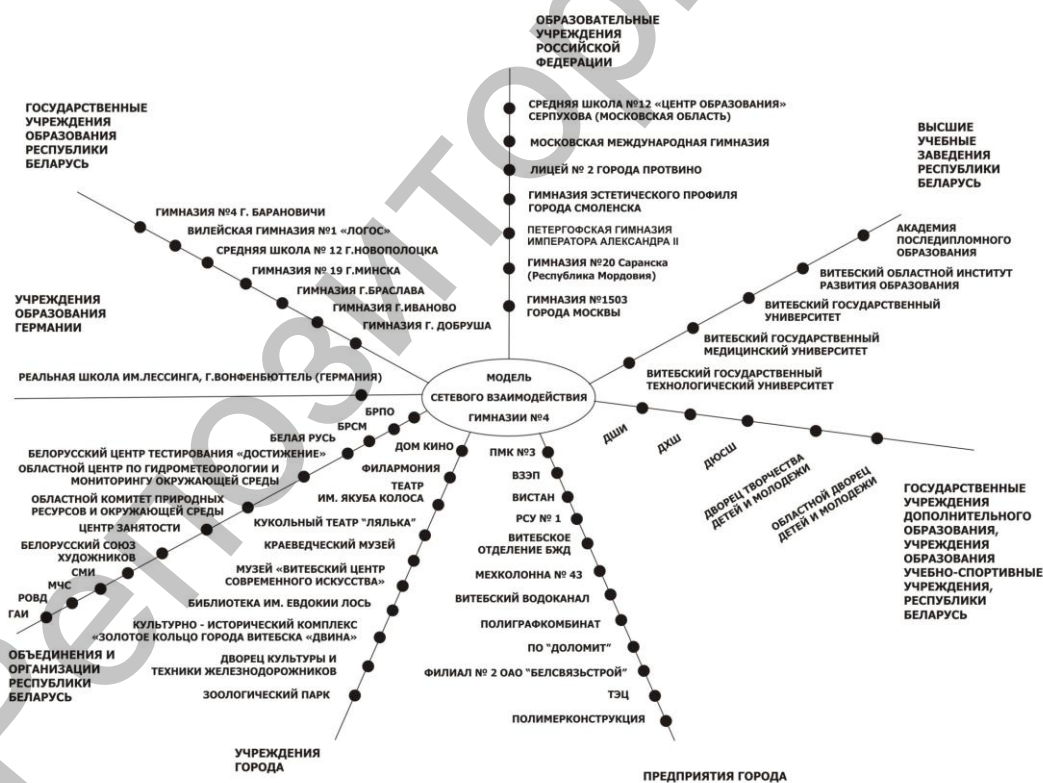 ОБРАЗОВАТЕЛЬНЫЕ
УЧРЕЖДЕНИЯ
РОССИЙСКОЙ
ФЕДЕРАЦИИ
СРЕДНЯЯ ШКОЛА №12 «ЦЕНТР ОБРАЗОВАНИЯ»
СЕРПУХОВА (МОСКОВСКАЯ ОБЛАСТЬ)
МОСКОВСКАЯ МЕЖДУНАРОДНАЯ ГИМНАЗИЯ
ЛИЦЕЙ № 2 ГОРОДА ПРОТВИНО
ГИМНАЗИЯ ЭСТЕТИЧЕСКОГО ПРОФИЛЯ
ГОРОДА СМОЛЕНСКА
ПЕТЕРГОФСКАЯ ГИМНАЗИЯ
ИМПЕРАТОРА АЛЕКСАНДРА II
ГИМНАЗИЯ №20 Саранска
(Республика Мордовия)
ГИМНАЗИЯ №1503
ГОРОДА МОСКВЫ
ГОСУДАРСТВЕННЫЕ
УЧРЕЖДЕНИЯ
ОБРАЗОВАНИЯ
РЕСПУБЛИКИ
БЕЛАРУСЬ
ГИМНАЗИЯ №4 Г. БАРАНОВИЧИ
ВИЛЕЙСКАЯ ГИМНАЗИЯ №1 «ЛОГОС»
СРЕДНЯЯ ШКОЛА № 12 Г.НОВОПОЛОЦКА
ГИМНАЗИЯ № 19 Г.МИНСКА
ГИМНАЗИЯ Г.БРАСЛАВА
ГИМНАЗИЯ Г.ИВАНОВО
ГИМНАЗИЯ Г. ДОБРУША
ВЫСШИЕ
УЧЕБНЫЕ
ЗАВЕДЕНИЯ
РЕСПУБЛИКИ
БЕЛАРУСЬ
АКАДЕМИЯ
ПОСЛЕДИПЛОМНОГО
ОБРАЗОВАНИЯ
ВИТЕБСКИЙ ОБЛАСТНОЙ ИНСТИТУТ
РАЗВИТИЯ ОБРАЗОВАНИЯ
ВИТЕБСКИЙ ГОСУДАРСТВЕННЫЙ
УНИВЕРСИТЕТ
ВИТЕБСКИЙ ГОСУДАРСТВЕННЫЙ
МЕДИЦИНСКИЙ УНИВЕРСИТЕТ
ВИТЕБСКИЙ ГОСУДАРСТВЕННЫЙ
ТЕХНОЛОГИЧЕСКИЙ УНИВЕРСИТЕТ
УЧРЕЖДЕНИЯ
ОБРАЗОВАНИЯ
ГЕРМАНИИ
РЕАЛЬНАЯ ШКОЛА ИМ.ЛЕССИНГА, Г.ВОНФЕНБЮТТЕЛЬ (ГЕРМАНИЯ)
МОДЕЛЬ
СЕТЕВОГО ВЗАИМОДЕЙСТВИЯ
ГИМНАЗИИ №4
ДШИ
ДХШ
ДЮСШ
ДВОРЕЦ ТВОРЧЕСТВА
ДЕТЕЙ И МОЛОДЕЖИ
ОБЛАСТНОЙ ДВОРЕЦ
ДЕТЕЙ И МОЛОДЕЖИ
ГОСУДАРСТВЕННЫЕ
УЧРЕЖДЕНИЯ
ДОПОЛНИТЕЛЬНОГО
ОБРАЗОВАНИЯ,
УЧРЕЖДЕНИЯ
ОБРАЗОВАНИЯ
УЧЕБНО-СПОРТИВНЫЕ
УЧРЕЖДЕНИЯ,
РЕСПУБЛИКИ
БЕЛАРУСЬ
БРПО
БРСМ
БЕЛАЯ РУСЬ
БЕЛОРУССКИЙ ЦЕНТР ТЕСТИРОВАНИЯ «ДОСТИЖЕНИЕ»
ОБЛАСТНОЙ ЦЕНТР ПО ГИДРОМЕТЕОРОЛОГИИ И
МОНИТОРИНГУ ОКРУЖАЮЩЕЙ СРЕДЫ
ОБЛАСТНОЙ КОМИТЕТ ПРИРОДНЫХ
РЕСУРСОВ И ОКРУЖАЮЩЕЙ СРЕДЫ
ЦЕНТР ЗАНЯТОСТИ
БЕЛОРУССКИЙ СОЮЗ
ХУДОЖНИКОВ
СМИ
МЧС
РОВД
ГАИ
ОБЪЕДИНЕНИЯ И
ОРГАНИЗАЦИИ
РЕСПУБЛИКИ
БЕЛАРУСЬ
ДОМ КИНО
ФИЛАРМОНИЯ
ТЕАТР
ИМ. ЯКУБА КОЛОСА
КУКОЛЬНЫЙ ТЕАТР "ЛЯЛЬКА"
КРАЕВЕДЧЕСКИЙ МУЗЕЙ
МУЗЕЙ «ВИТЕБСКИЙ ЦЕНТР
СОВРЕМЕННОГО ИСКУССТВА»
БИБЛИОТЕКА ИМ. ЕВДОКИИ ЛОСЬ
КУЛЬТУРНО - ИСТОРИЧЕСКИЙ КОМПЛЕКС
«ЗОЛОТОЕ КОЛЬЦО ГОРОДА ВИТЕБСКА «ДВИНА»
ДВОРЕЦ КУЛЬТУРЫ И
ТЕХНИКИ ЖЕЛЕЗНОДОРОЖНИКОВ
ЗООЛОГИЧЕСКИЙ ПАРК
УЧРЕЖДЕНИЯ
ГОРОДА
ПМК №3
ВЗЭП
ВИСТАН
РСУ № 1
ВИТЕБСКОЕ
ОТДЕЛЕНИЕ БЖД
МЕХКОЛОННА № 43
ВИТЕБСКИЙ ВОДОКАНАЛ
ПОЛИГРАФКОМБИНАТ
ПО "ДОЛОМИТ"
ФИЛИАЛ № 2 ОАО "БЕЛСВЯЗЬСТРОЙ"
ТЭЦ
ПОЛИМЕРКОНСТРУКЦИЯ
ПРЕДПРИЯТИЯ ГОРОДА